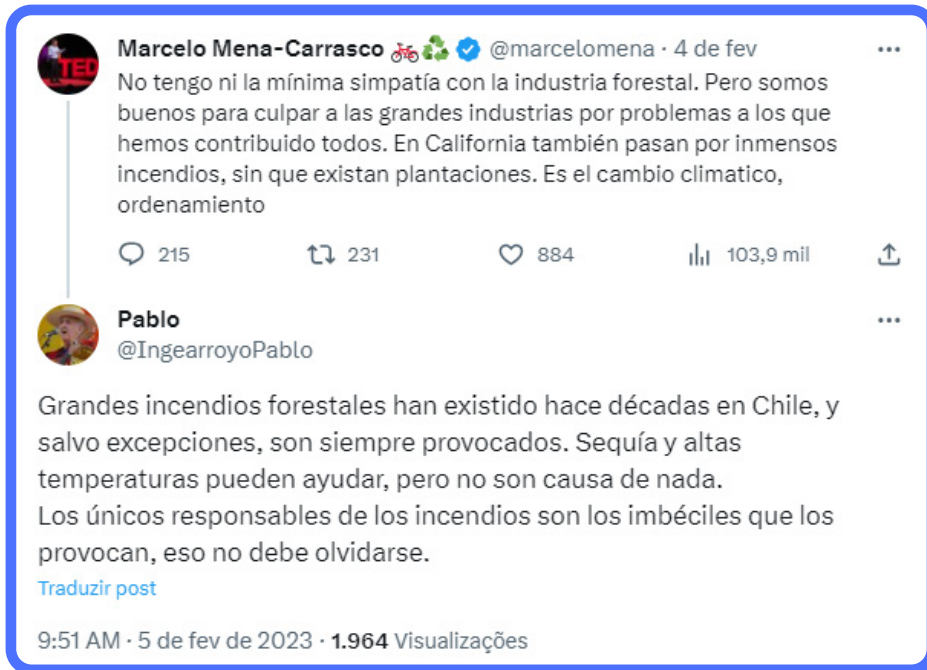 Marcelo Mena-Carrasco 🚲♻️ @marcelomena · 4 de fev
No tengo ni la mínima simpatía con la industria forestal. Pero somos
buenos para culpar a las grandes industrias por problemas a los que
hemos contribuido todos. En California también pasan por inmensos
incendios, sin que existan plantaciones. Es el cambio climatico,
ordenamiento
215 231 884 103,9 mil
Pablo
@IngearroyoPablo
Grandes incendios forestales han existido hace décadas en Chile, y
salvo excepciones, son siempre provocados. Sequía y altas
temperaturas pueden ayudar, pero no son causa de nada.
Los únicos responsables de los incendios son los imbéciles que los
provocan, eso no debe olvidarse.
Traduzir post
9:51 AM · 5 de fev de 2023 · 1.964 Visualizações
TED